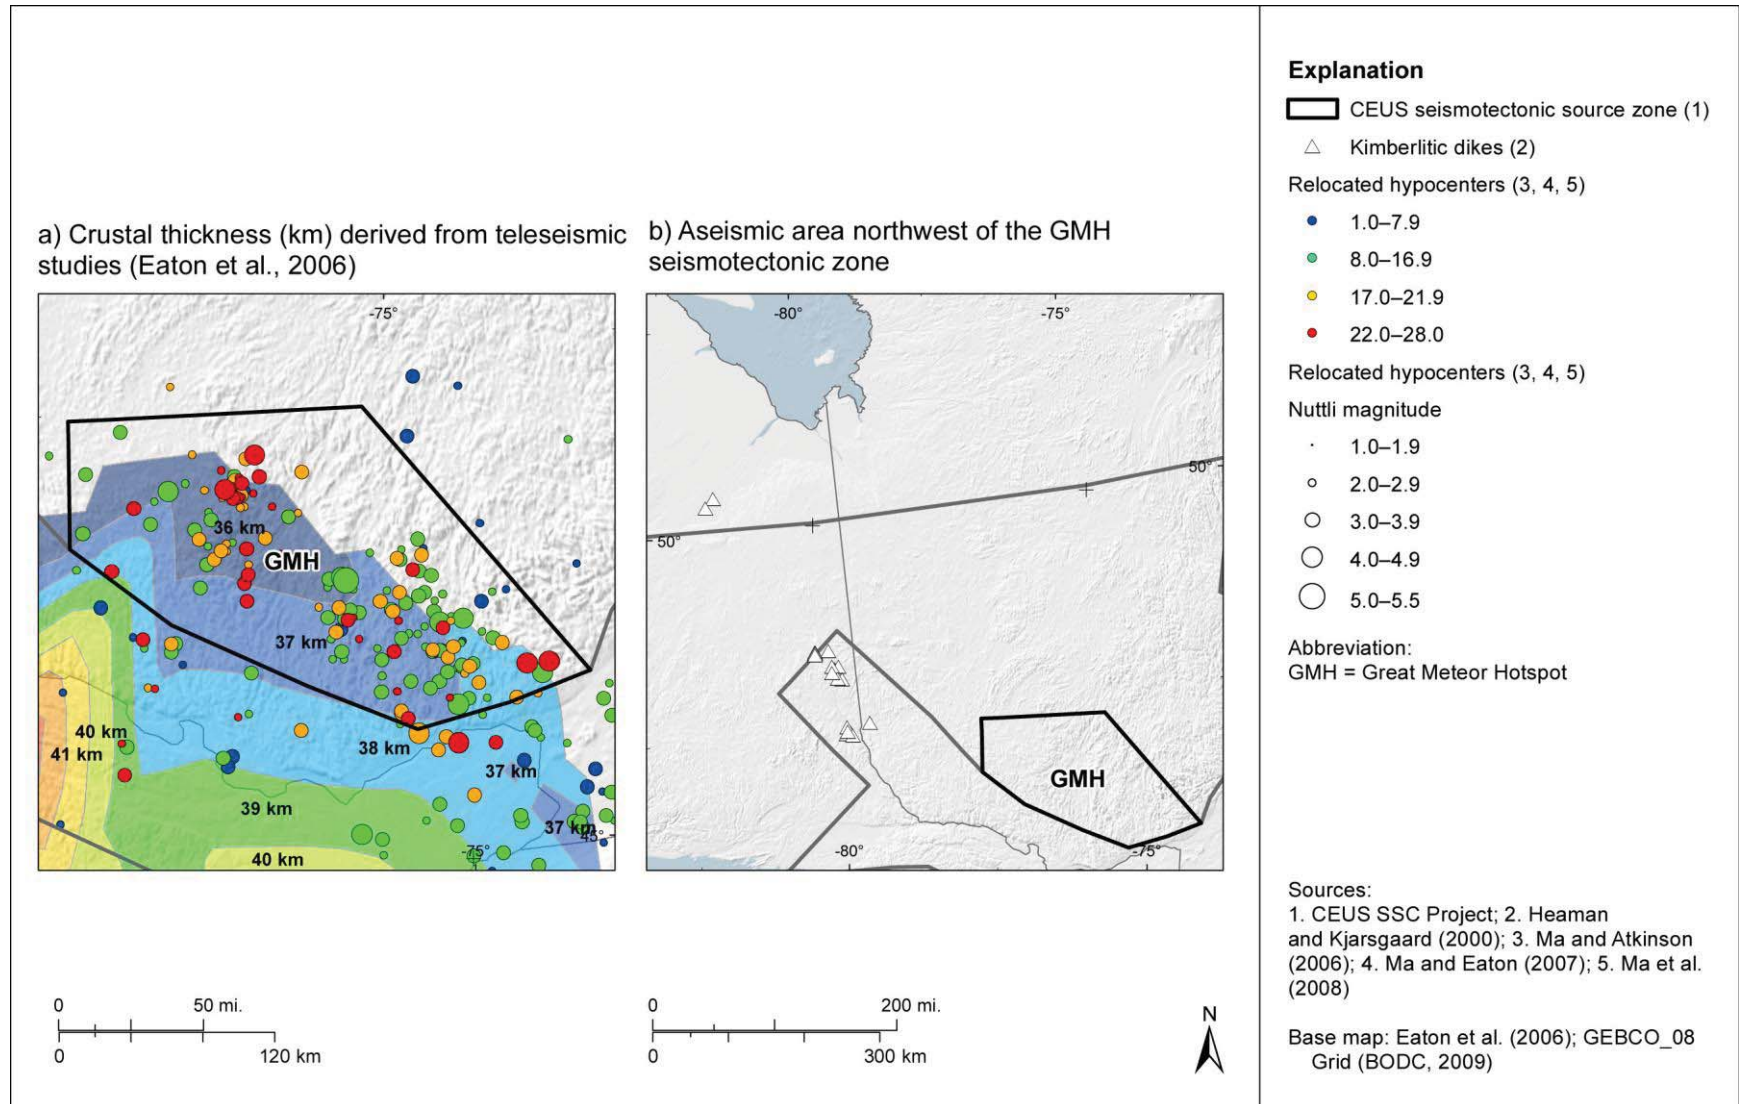 a) Crustal thickness (km) derived from teleseismic
studies (Eaton et al., 2006)
-75°
36 km
GMH
37 km
40 km
41 km
38 km
37 km
39 km
37 km
45°
40 km
-75°
0 50 mi.
0 120 km
b) Aseismic area northwest of the GMH
seismotectonic zone
-80° -75°
50°
50°
GMH
-80° -75°
0 200 mi.
0 300 km
N
Explanation
CEUS seismotectonic source zone (1)
Kimberlitic dikes (2)
Relocated hypocenters (3, 4, 5)
1.0–7.9
8.0–16.9
17.0–21.9
22.0–28.0
Relocated hypocenters (3, 4, 5)
Nuttli magnitude
1.0–1.9
2.0–2.9
3.0–3.9
4.0–4.9
5.0–5.5
Abbreviation:
GMH = Great Meteor Hotspot
Sources:
1. CEUS SSC Project; 2. Heaman
and Kjarsgaard (2000); 3. Ma and Atkinson
(2006); 4. Ma and Eaton (2007); 5. Ma et al.
(2008)
Base map: Eaton et al. (2006); GEBCO_08
Grid (BODC, 2009)